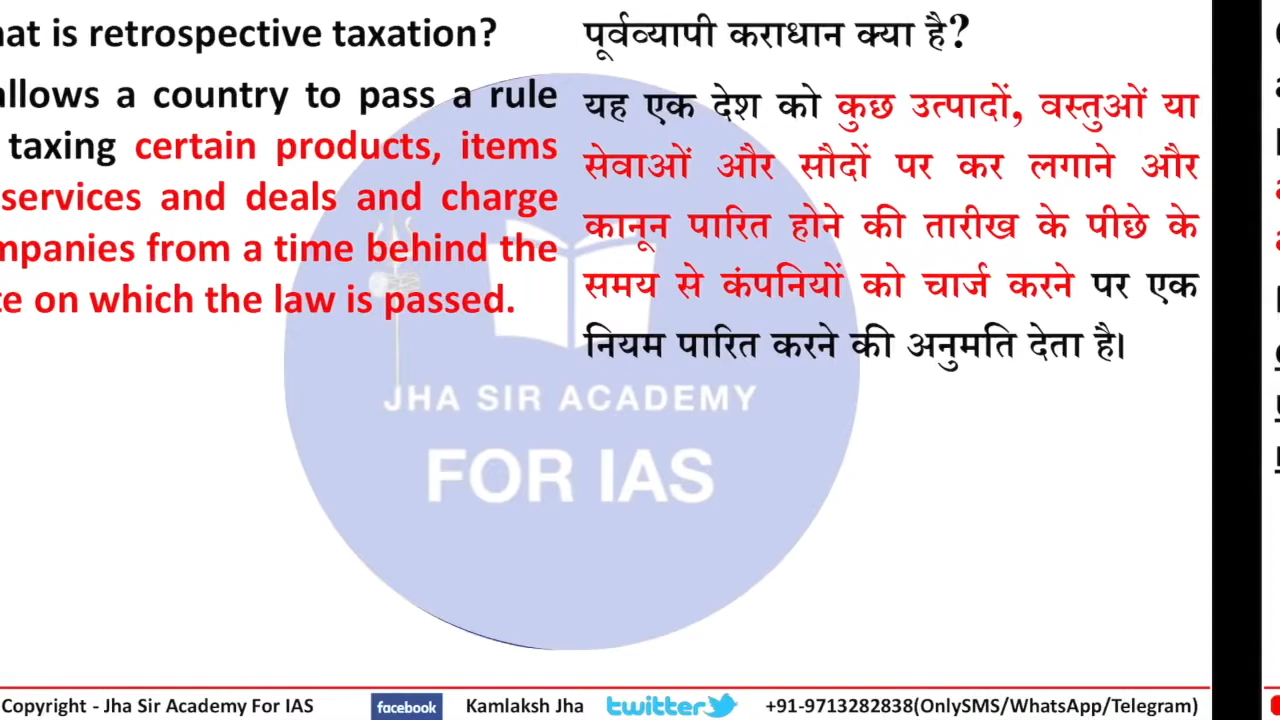 hat is retrospective taxation?
allows a country to pass a rule
taxing certain products, items
services and deals and charge
mpanies from a time behind the
te on which the law is passed.
पूर्वव्यापी कराधान क्या है?
यह एक देश को कुछ उत्पादों, वस्तुओं या
सेवाओं और सौदों पर कर लगाने और
कानून पारित होने की तारीख के पीछे के
समय से कंपनियों को चार्ज करने पर एक
नियम पारित करने की अनुमति देता है।
JHA SIR ACADEMY
FOR IAS
Copyright - Jha Sir Academy For IAS facebook Kamlaksh Jha twitter +91-9713282838(OnlySMS/WhatsApp/Telegram)